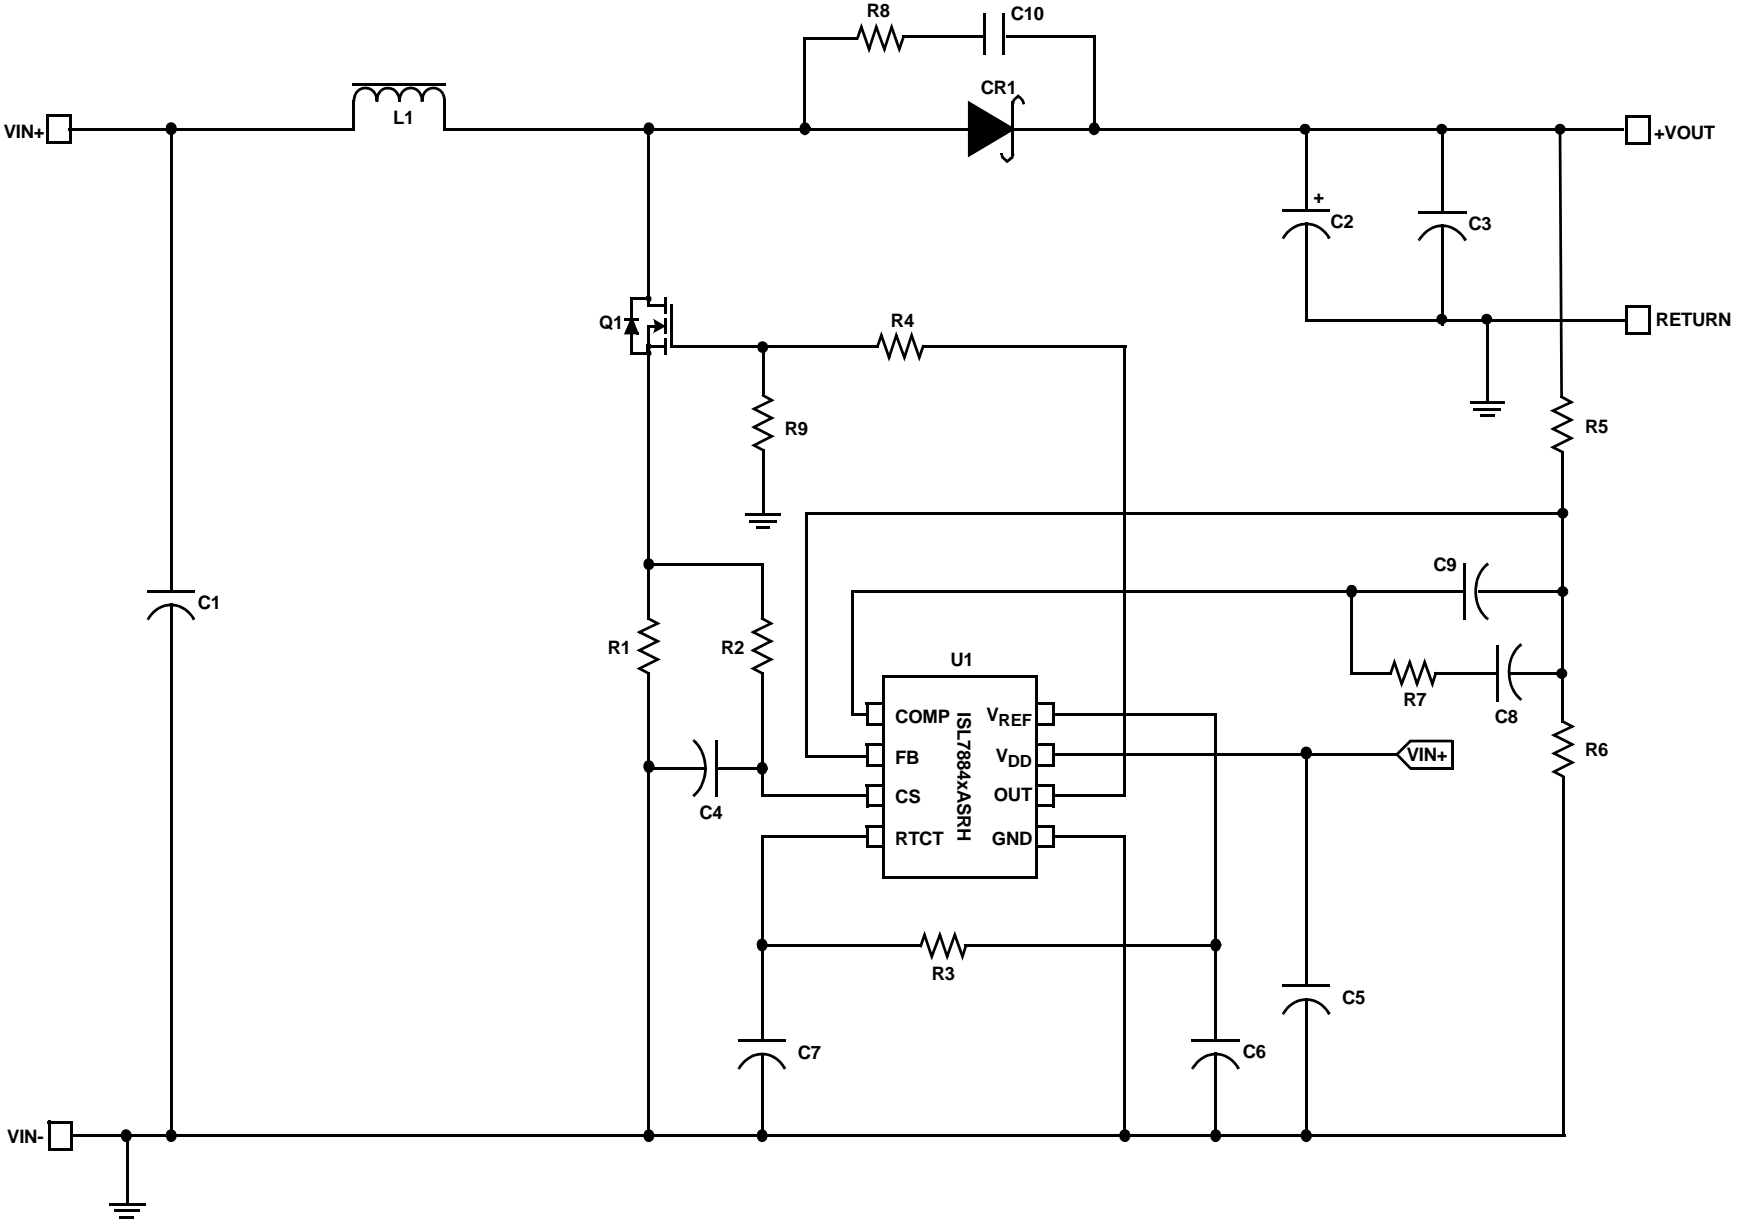 R8
C10
CR1
L1
VIN+
+VOUT
+
C2
C3
Q1
R4
RETURN
R9
R5
C9
R1
R2
U1
R7
C8
COMP
VREF
FB
VDD
VIN+
R6
CS
OUT
RTCT
GND
ISL7884xASRH
C1
C4
R3
C5
C7
C6
VIN-